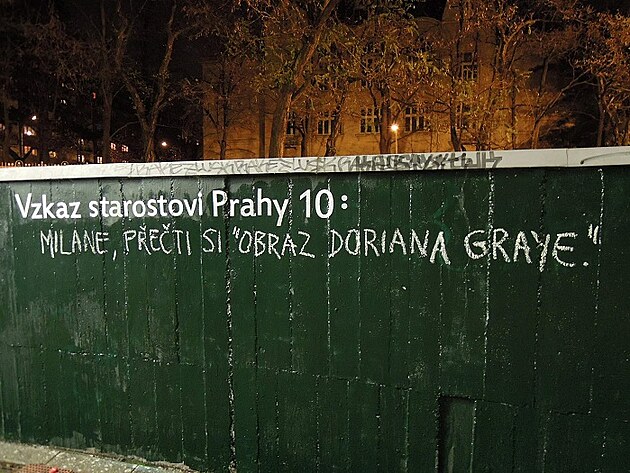 Vzkaz starostovi Prahy 10:
MILANE, PŘEČTI SI "OBRAZ DORIANA GRAYE."